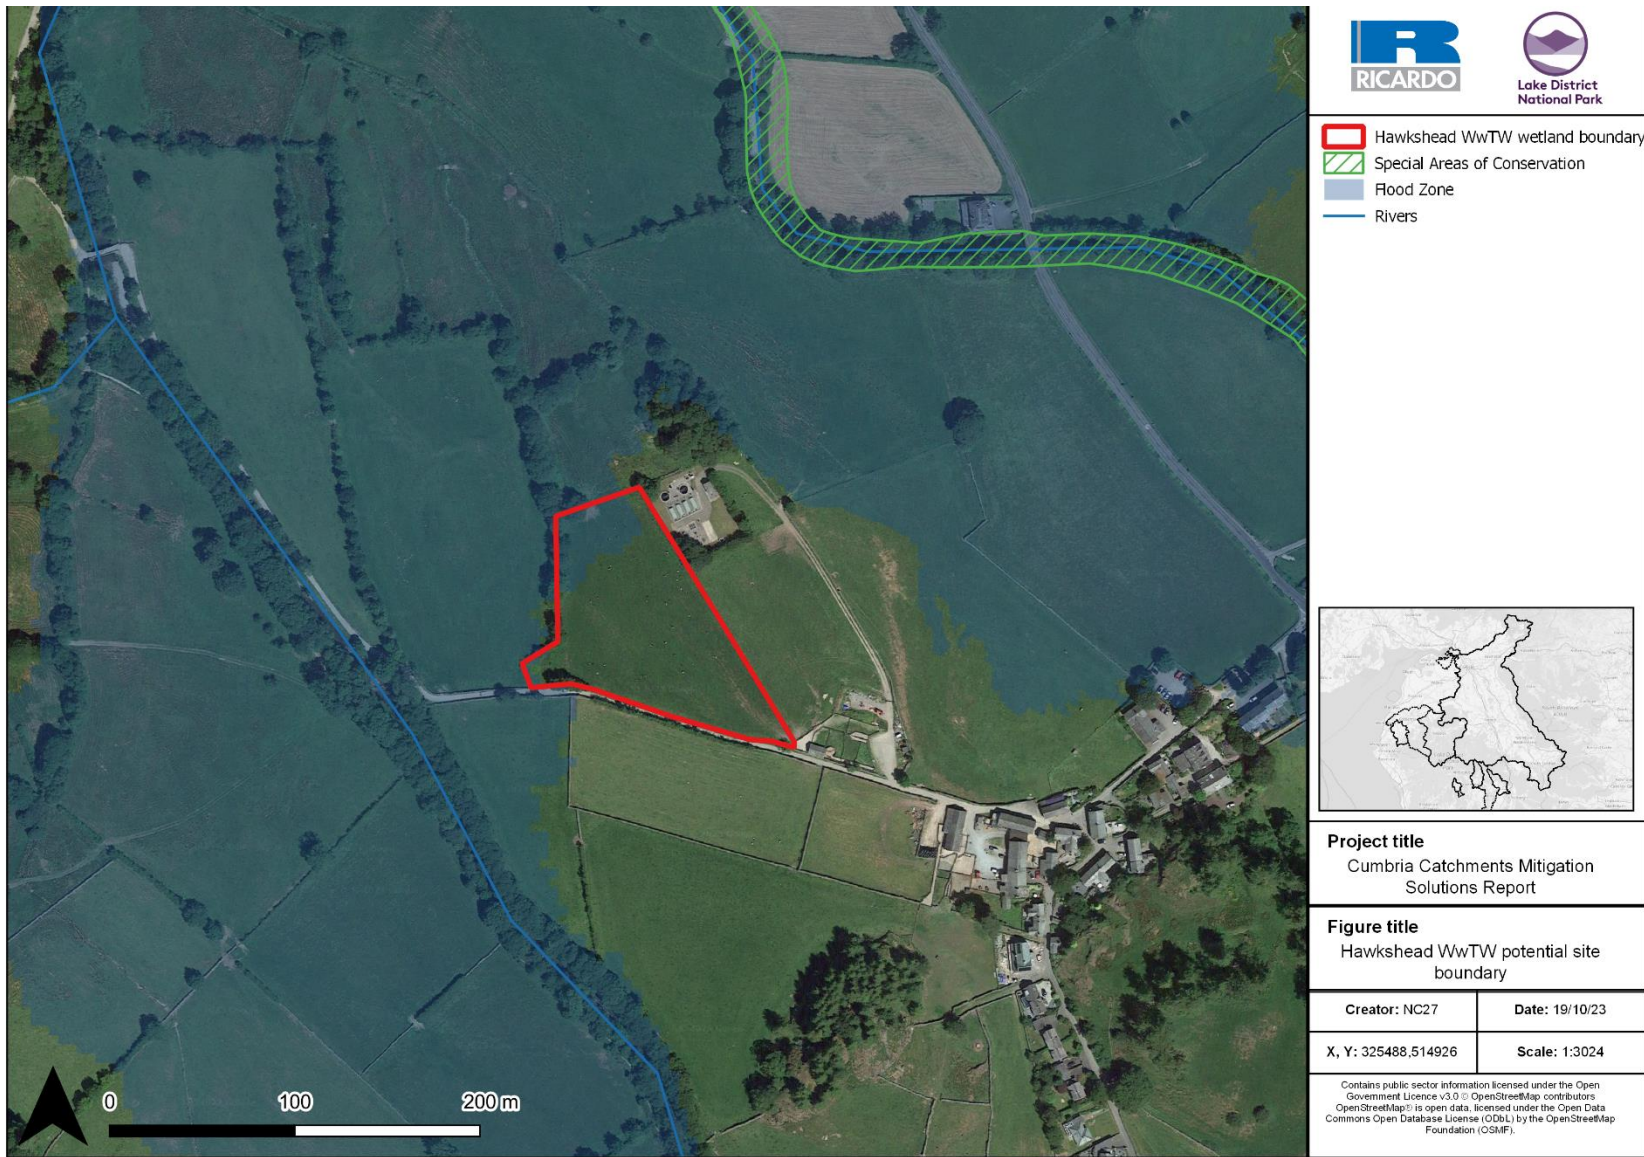 RICARDO
Lake District
National Park
Hawkshead WwTW wetland boundary
Special Areas of Conservation
Flood Zone
Rivers
Project title
Cumbria Catchments Mitigation
Solutions Report
Figure title
Hawkshead WwTW potential site
boundary
Creator: NC27
Date: 19/10/23
X, Y: 325488,514926
Scale: 1:3024
Contains public sector information licensed under the Open
Government Licence v3.0 © OpenStreetMap contributors
OpenStreetMap® is open data, licensed under the Open Data
Commons Open Database License (ODbL) by the OpenStreetMap
Foundation (OSMF).
0 100 200 m